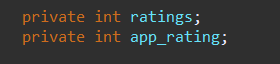 private int ratings;
private int app_rating;